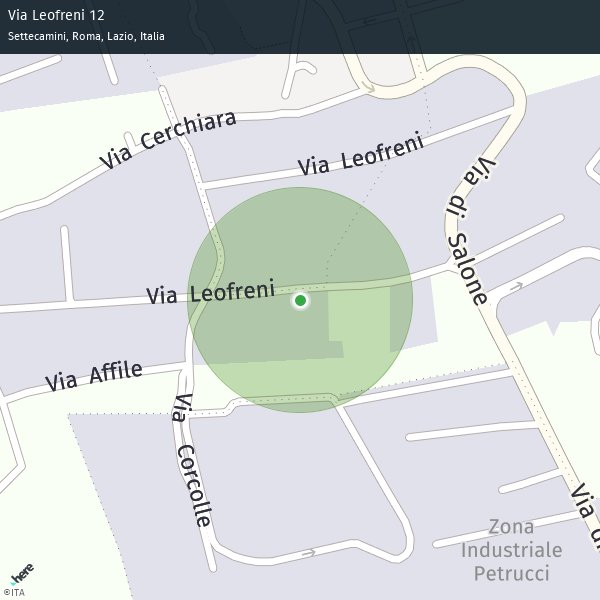 Via Leofreni 12
Settecamini, Roma, Lazio, Italia
Via Cerchiara
Via Leofreni
Via di Salone
Via Leofreni
Via Affile
Via Corcolle
Via di
Zona
Industriale
Petrucci
here
©ITA